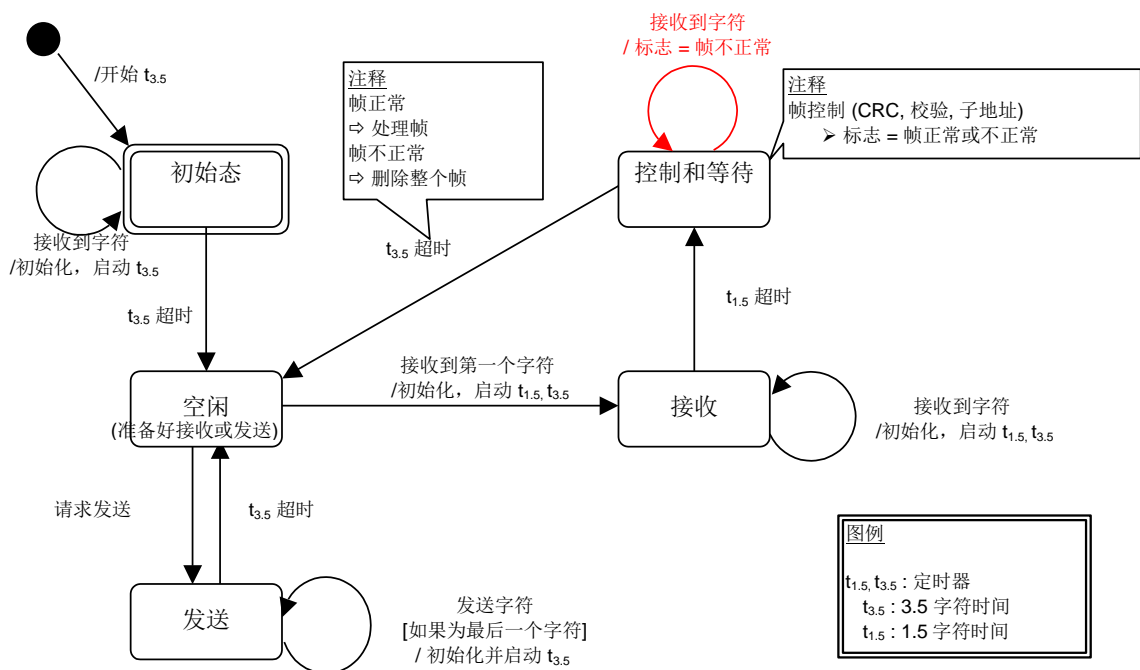 接收到字符
/ 标志 = 帧不正常
/开始 t3.5
注释
帧正常
⇨ 处理帧
帧不正常
⇨ 删除整个帧
注释
帧控制 (CRC, 校验, 子地址)
➢ 标志 = 帧正常或不正常
初始态
控制和等待
接收到字符
/初始化，启动 t3.5
t3.5 超时
t1.5 超时
t3.5 超时
接收到第一个字符
/初始化，启动 t1.5, t3.5
空闲
(准备好接收或发送)
接收
接收到字符
/初始化，启动 t1.5, t3.5
请求发送
t3.5 超时
图例
t1.5, t3.5 : 定时器
t3.5 : 3.5 字符时间
t1.5 : 1.5 字符时间
发送
发送字符
[如果为最后一个字符]
/ 初始化并启动 t3.5